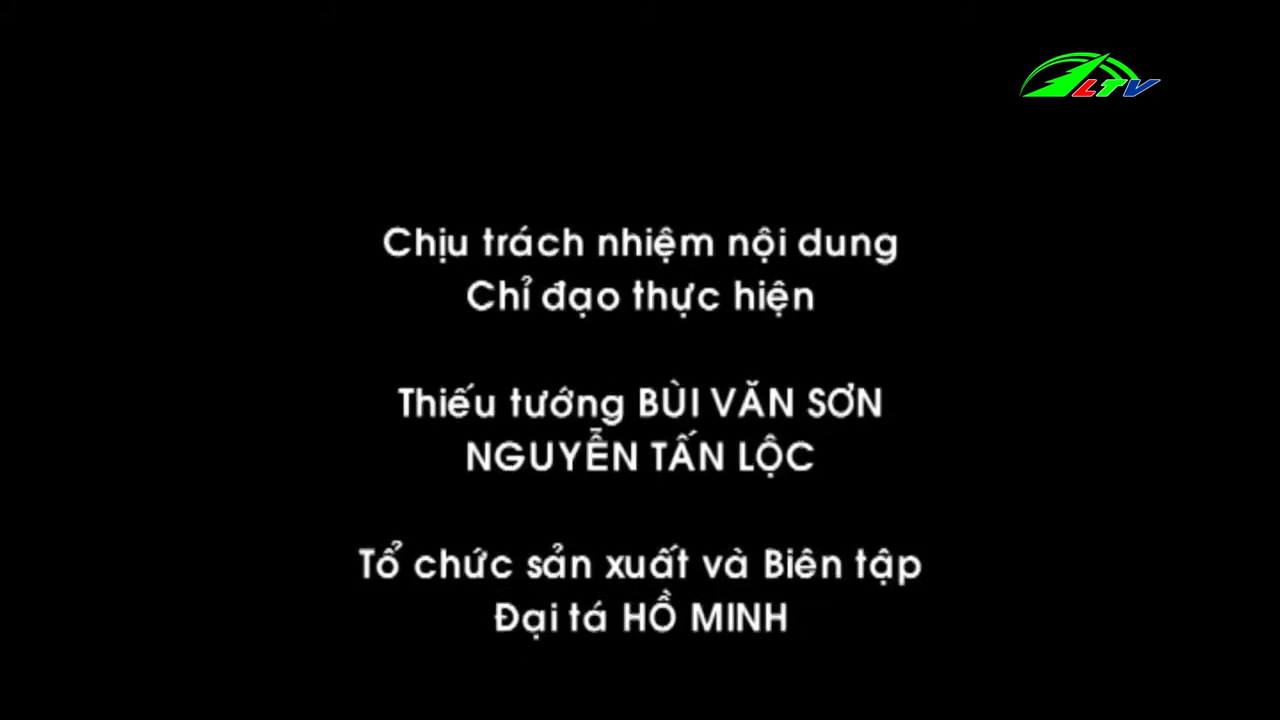 LTV
Chịu trách nhiệm nội dung
Chỉ đạo thực hiện
Thiếu tướng BÙI VĂN SƠN
NGUYỄN TẤN LỘC
Tổ chức sản xuất và Biên tập
Đại tá HỒ MINH